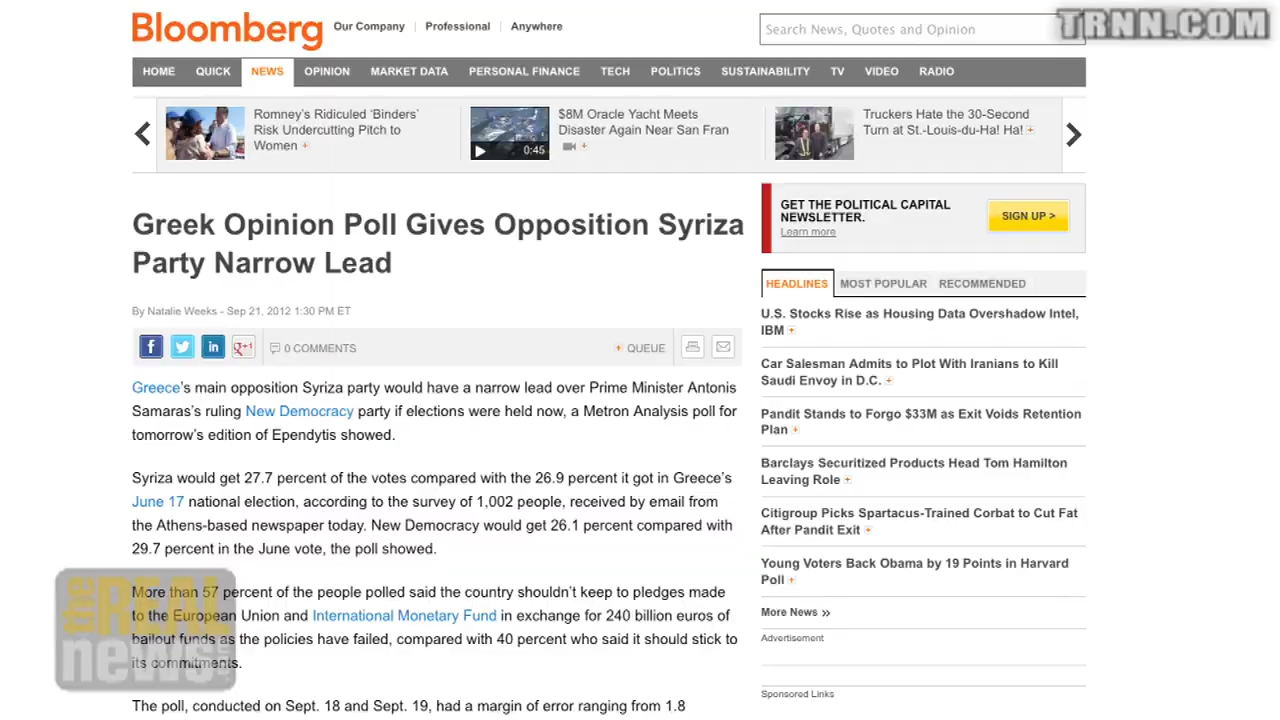 Bloomberg
Our Company
Professional
Anywhere
Search News, Quotes and Opinion
TRNN.COM
HOME QUICK NEWS OPINION MARKET DATA PERSONAL FINANCE TECH POLITICS SUSTAINABILITY TV VIDEO RADIO
Romney's Ridiculed 'Binders'
Risk Undercutting Pitch to
Women +
0:45
$8M Oracle Yacht Meets
Disaster Again Near San Fran
+
Truckers Hate the 30-Second
Turn at St.-Louis-du-Ha! Ha! +
Greek Opinion Poll Gives Opposition Syriza
Party Narrow Lead
By Natalie Weeks - Sep 21, 2012 1:30 PM ET
f in g+1 0 COMMENTS + QUEUE
Greece's main opposition Syriza party would have a narrow lead over Prime Minister Antonis
Samaras's ruling New Democracy party if elections were held now, a Metron Analysis poll for
tomorrow's edition of Ependytis showed.
Syriza would get 27.7 percent of the votes compared with the 26.9 percent it got in Greece's
June 17 national election, according to the survey of 1,002 people, received by email from
the Athens-based newspaper today. New Democracy would get 26.1 percent compared with
29.7 percent in the June vote, the poll showed.
More than 57 percent of the people polled said the country shouldn't keep to pledges made
to the European Union and International Monetary Fund in exchange for 240 billion euros of
bailout funds as the policies have failed, compared with 40 percent who said it should stick to
its commitments.
The poll, conducted on Sept. 18 and Sept. 19, had a margin of error ranging from 1.8
the
REAL
news
GET THE POLITICAL CAPITAL
NEWSLETTER.
Learn more
SIGN UP >
HEADLINES MOST POPULAR RECOMMENDED
U.S. Stocks Rise as Housing Data Overshadow Intel,
IBM +
Car Salesman Admits to Plot With Iranians to Kill
Saudi Envoy in D.C. +
Pandit Stands to Forgo $33M as Exit Voids Retention
Plan +
Barclays Securitized Products Head Tom Hamilton
Leaving Role +
Citigroup Picks Spartacus-Trained Corbat to Cut Fat
After Pandit Exit +
Young Voters Back Obama by 19 Points in Harvard
Poll +
More News »
Advertisement
Sponsored Links